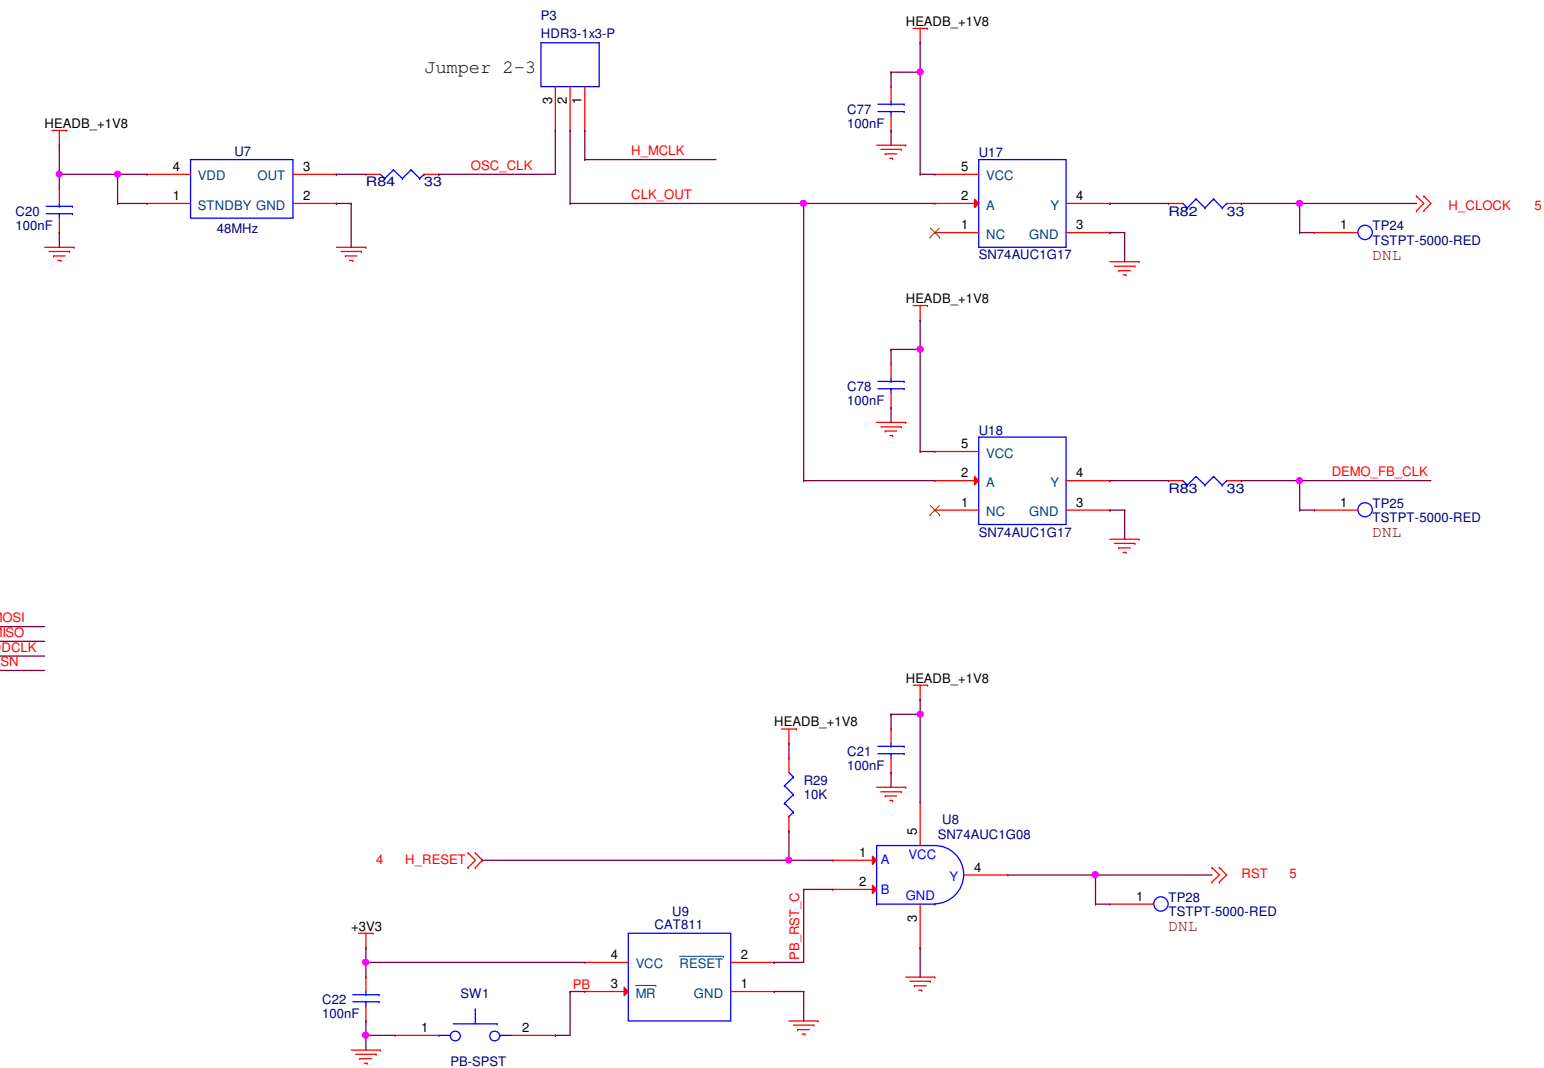 P3
HDR3-1x3-P
Jumper 2-3
3
2
1
HEADB_+1V8
C77
100nF
HEADB_+1V8
C20
100nF
U7
4
VDD
OUT
3
1
STNDBY
GND
2
48MHz
R84
33
OSC_CLK
H_MCLK
CLK_OUT
U17
5
VCC
2
A
Y
4
1
NC
GND
3
SN74AUC1G17
R82
33
H_CLOCK
5
1
TP24
TSTPT-5000-RED
DNL
HEADB_+1V8
C78
100nF
U18
5
VCC
2
A
Y
4
1
NC
GND
3
SN74AUC1G17
R83
33
DEMO_FB_CLK
1
TP25
TSTPT-5000-RED
DNL
MOSI
MISO
DCLK
SN
HEADB_+1V8
HEADB_+1V8
C21
100nF
R29
10K
U8
SN74AUC1G08
5
VCC
4
H_RESET
1
A
2
B
Y
4
GND
3
RST
5
1
TP28
TSTPT-5000-RED
DNL
PB_RST_C
+3V3
C22
100nF
U9
CAT811
4
VCC
RESET
2
PB
3
MR
GND
1
SW1
1
2
PB-SPST